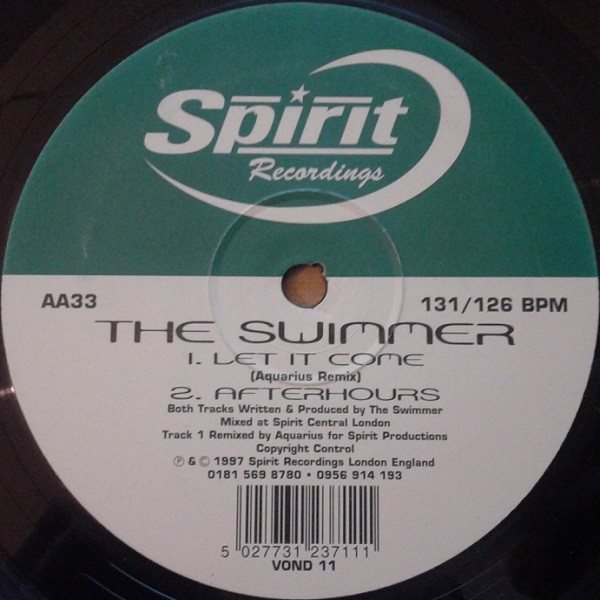 Spirit
Recordings
AA33
131/126 BPM
THE SWIMMER
1. LET IT COME
(Aquarius Remix)
2. AFTERHOURS
Both Tracks Written & Produced by The Swimmer
Mixed at Spirit Central London
Track 1 Remixed by Aquarius for Spirit Productions
Copyright Control
℗ & © 1997 Spirit Recordings London England
0181 569 8780 • 0956 914 193
5 027731 237111
VOND 11